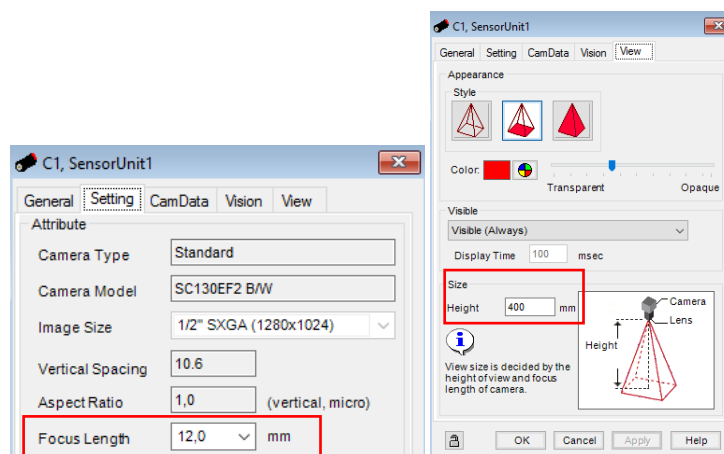 C1, SensorUnit1
General Setting CamData Vision View
Attribute
Camera Type Standard
Camera Model SC130EF2 B/W
Image Size 1/2" SXGA (1280x1024)
Vertical Spacing 10.6
Aspect Ratio 1,0 (vertical, micro)
Focus Length 12,0 mm
C1, SensorUnit1
General Setting CamData Vision View
Appearance
Style
Color:
Transparent Opaque
Visible
Visible (Always)
Display Time 100 msec
Size
Height 400 mm
Camera
Lens
Height
View size is decided by the
height of view and focus
length of camera.
OK Cancel Apply Help